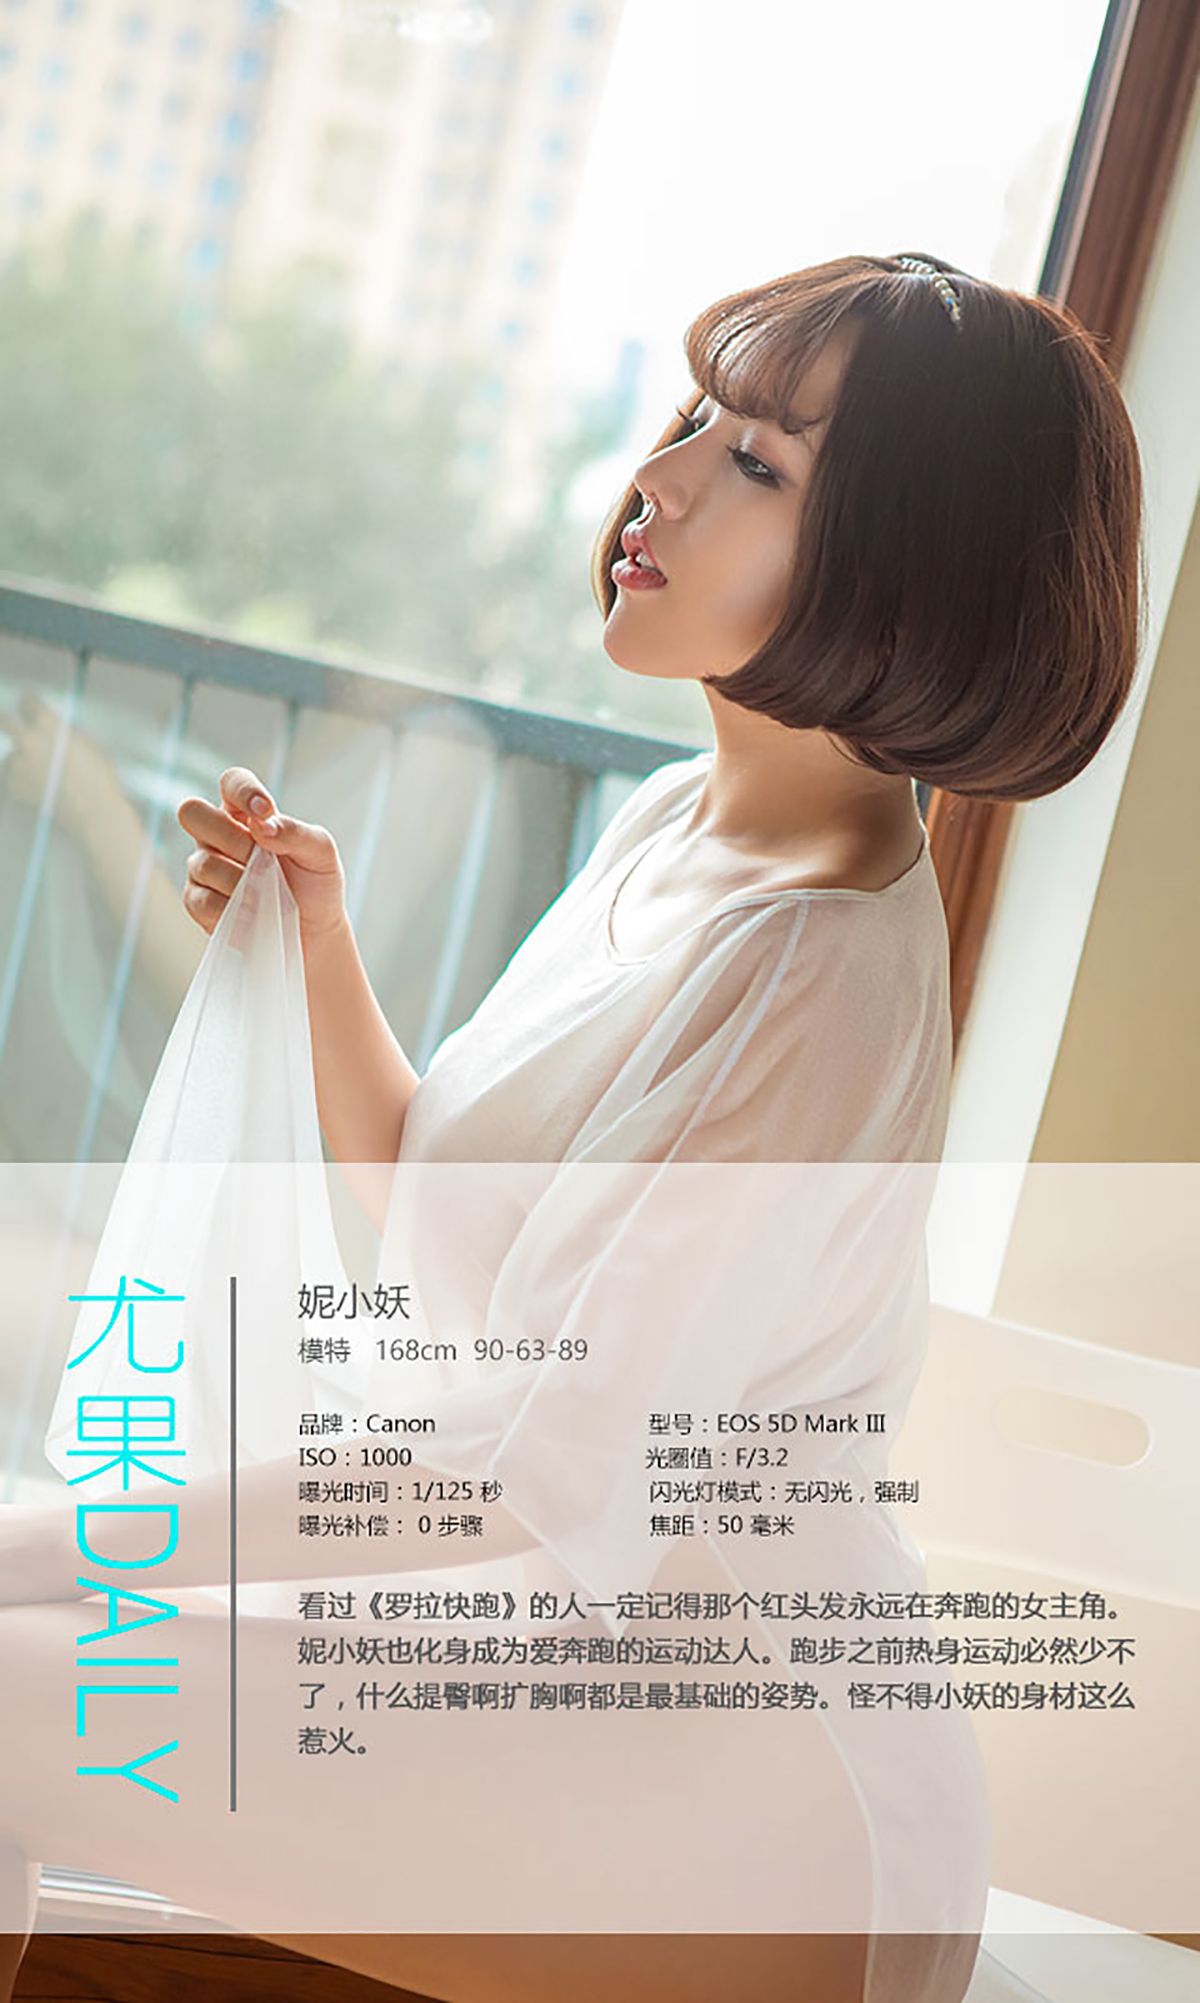 尤果DAILY
妮小妖
模特 168cm 90-63-89
品牌：Canon 型号：EOS 5D Mark III
ISO：1000 光圈值：F/3.2
曝光时间：1/125 秒 闪光灯模式：无闪光，强制
曝光补偿： 0 步骤 焦距：50 毫米
看过《罗拉快跑》的人一定记得那个红头发永远在奔跑的女主角。
妮小妖也化身成为爱奔跑的运动达人。跑步之前热身运动必然少不
了，什么提臀啊扩胸啊都是最基础的姿势。怪不得小妖的身材这么
惹火。